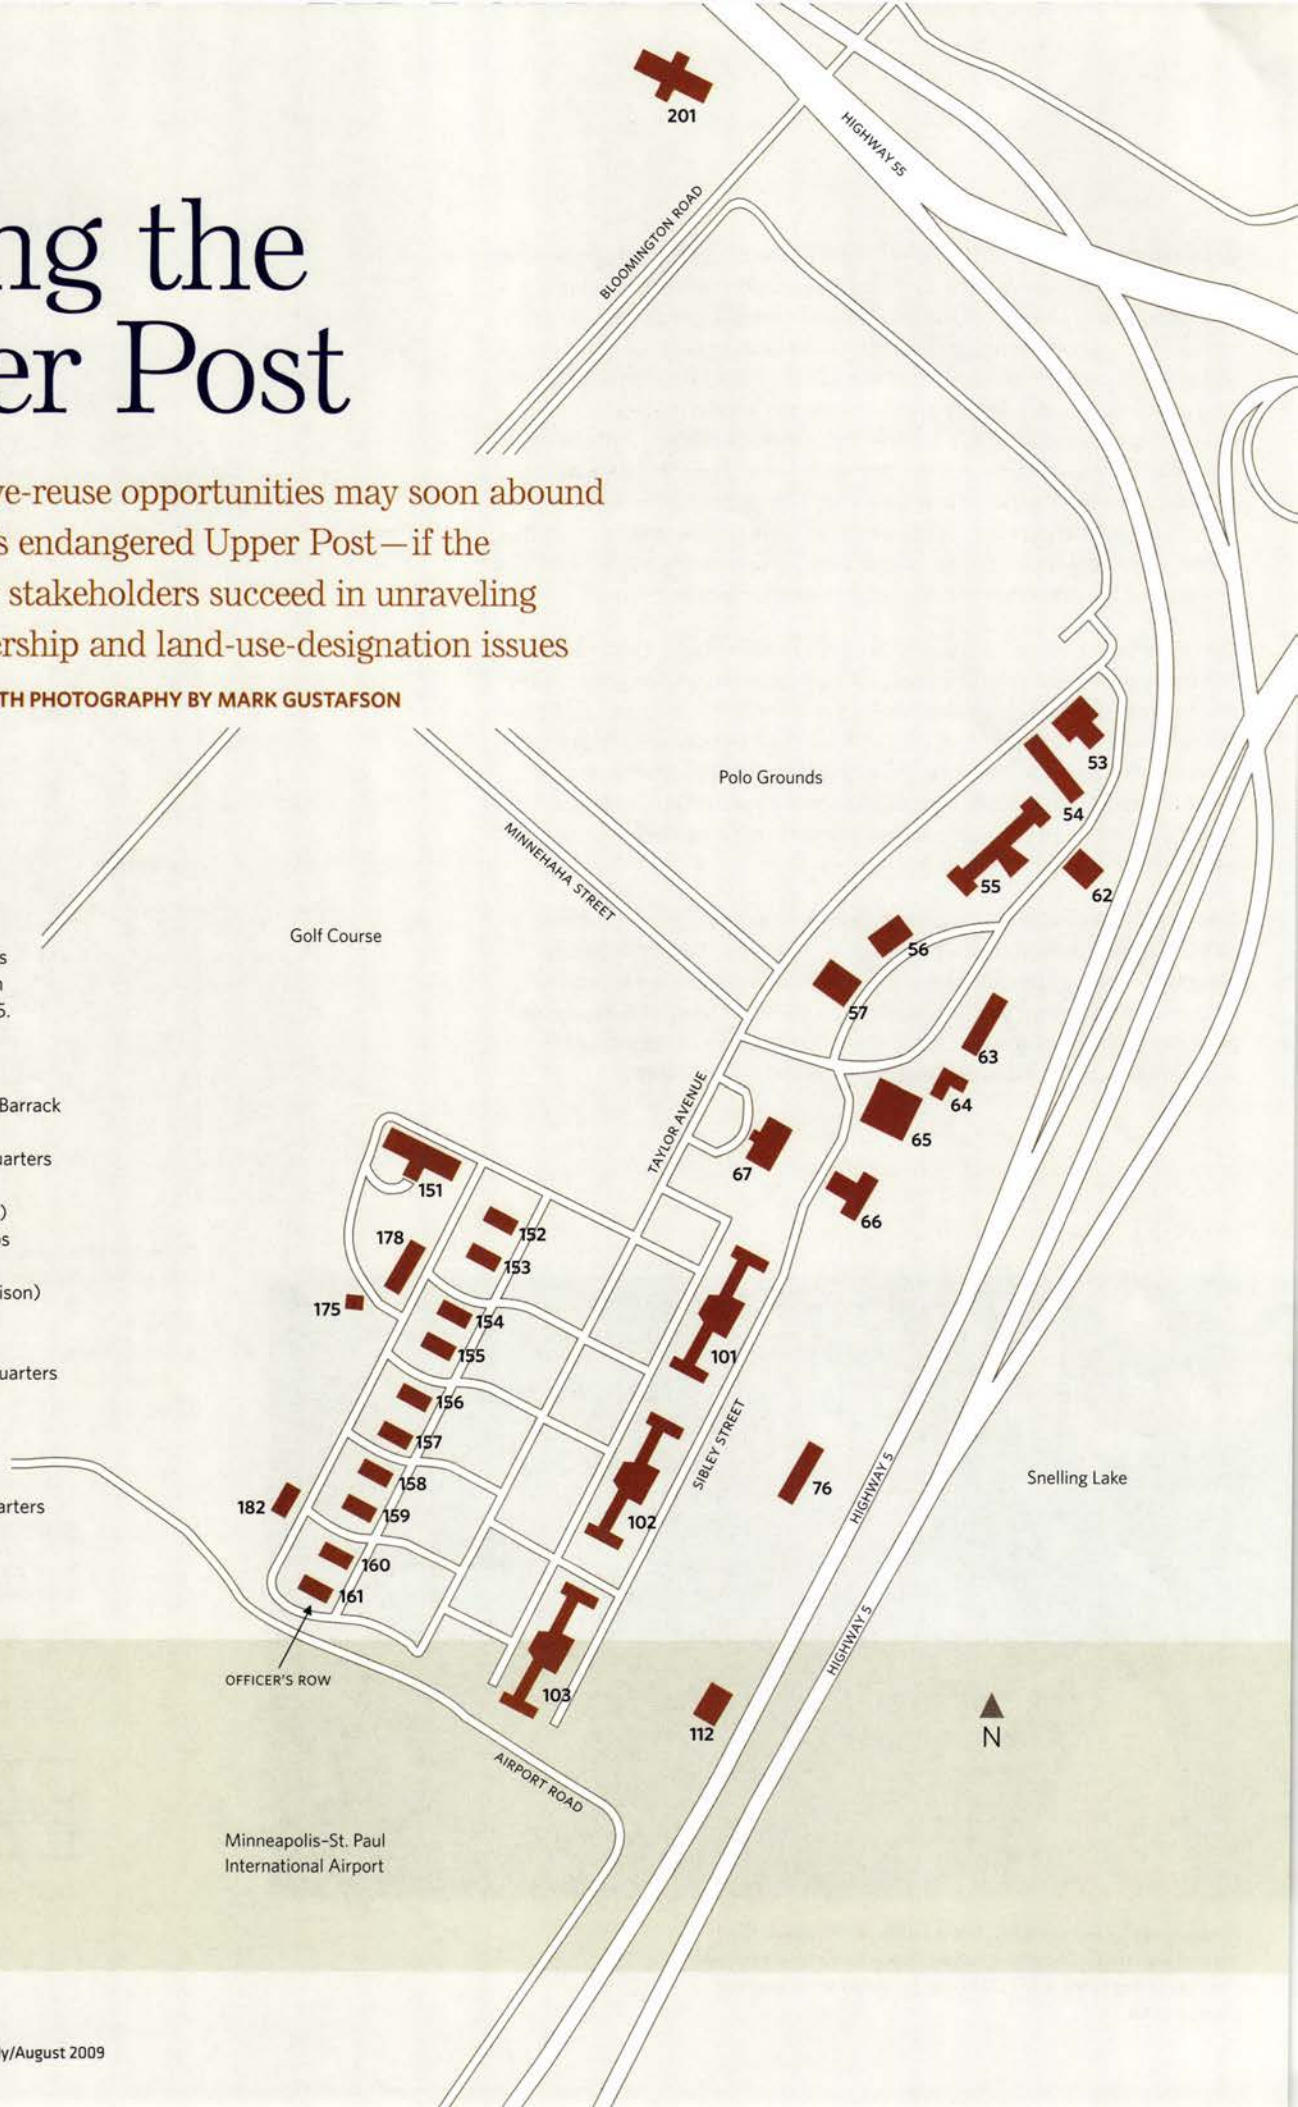 201
HIGHWAY 55
BLOOMINGTON ROAD
ng the
er Post
ve-reuse opportunities may soon abound
s endangered Upper Post—if the
stakeholders succeed in unraveling
ership and land-use-designation issues
TH PHOTOGRAPHY BY MARK GUSTAFSON
Polo Grounds
53
54
MINNEHAHA STREET
55
62
Golf Course
56
s
n
57
5.
63
Barrack
64
TAYLOR AVENUE
65
uarters
67
151
)
66
178
152
s
153
ison)
175
154
155
101
uarters
156
157
SIBLEY STREET
Snelling Lake
158
76
HIGHWAY 5
arters
182
159
102
160
161
HIGHWAY 5
OFFICER'S ROW
103
112
N
AIRPORT ROAD
Minneapolis–St. Paul
International Airport
ly/August 2009